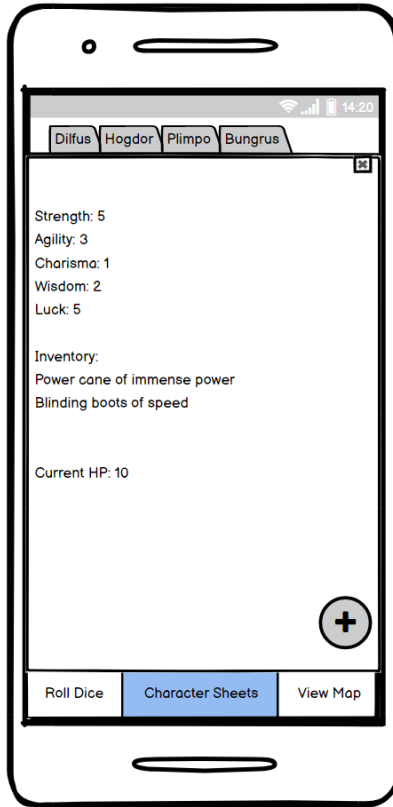 14:20
Dilfus Hogdor Plimpo Bungrus
Strength: 5
Agility: 3
Charisma: 1
Wisdom: 2
Luck: 5
Inventory:
Power cane of immense power
Blinding boots of speed
Current HP: 10
Roll Dice Character Sheets View Map